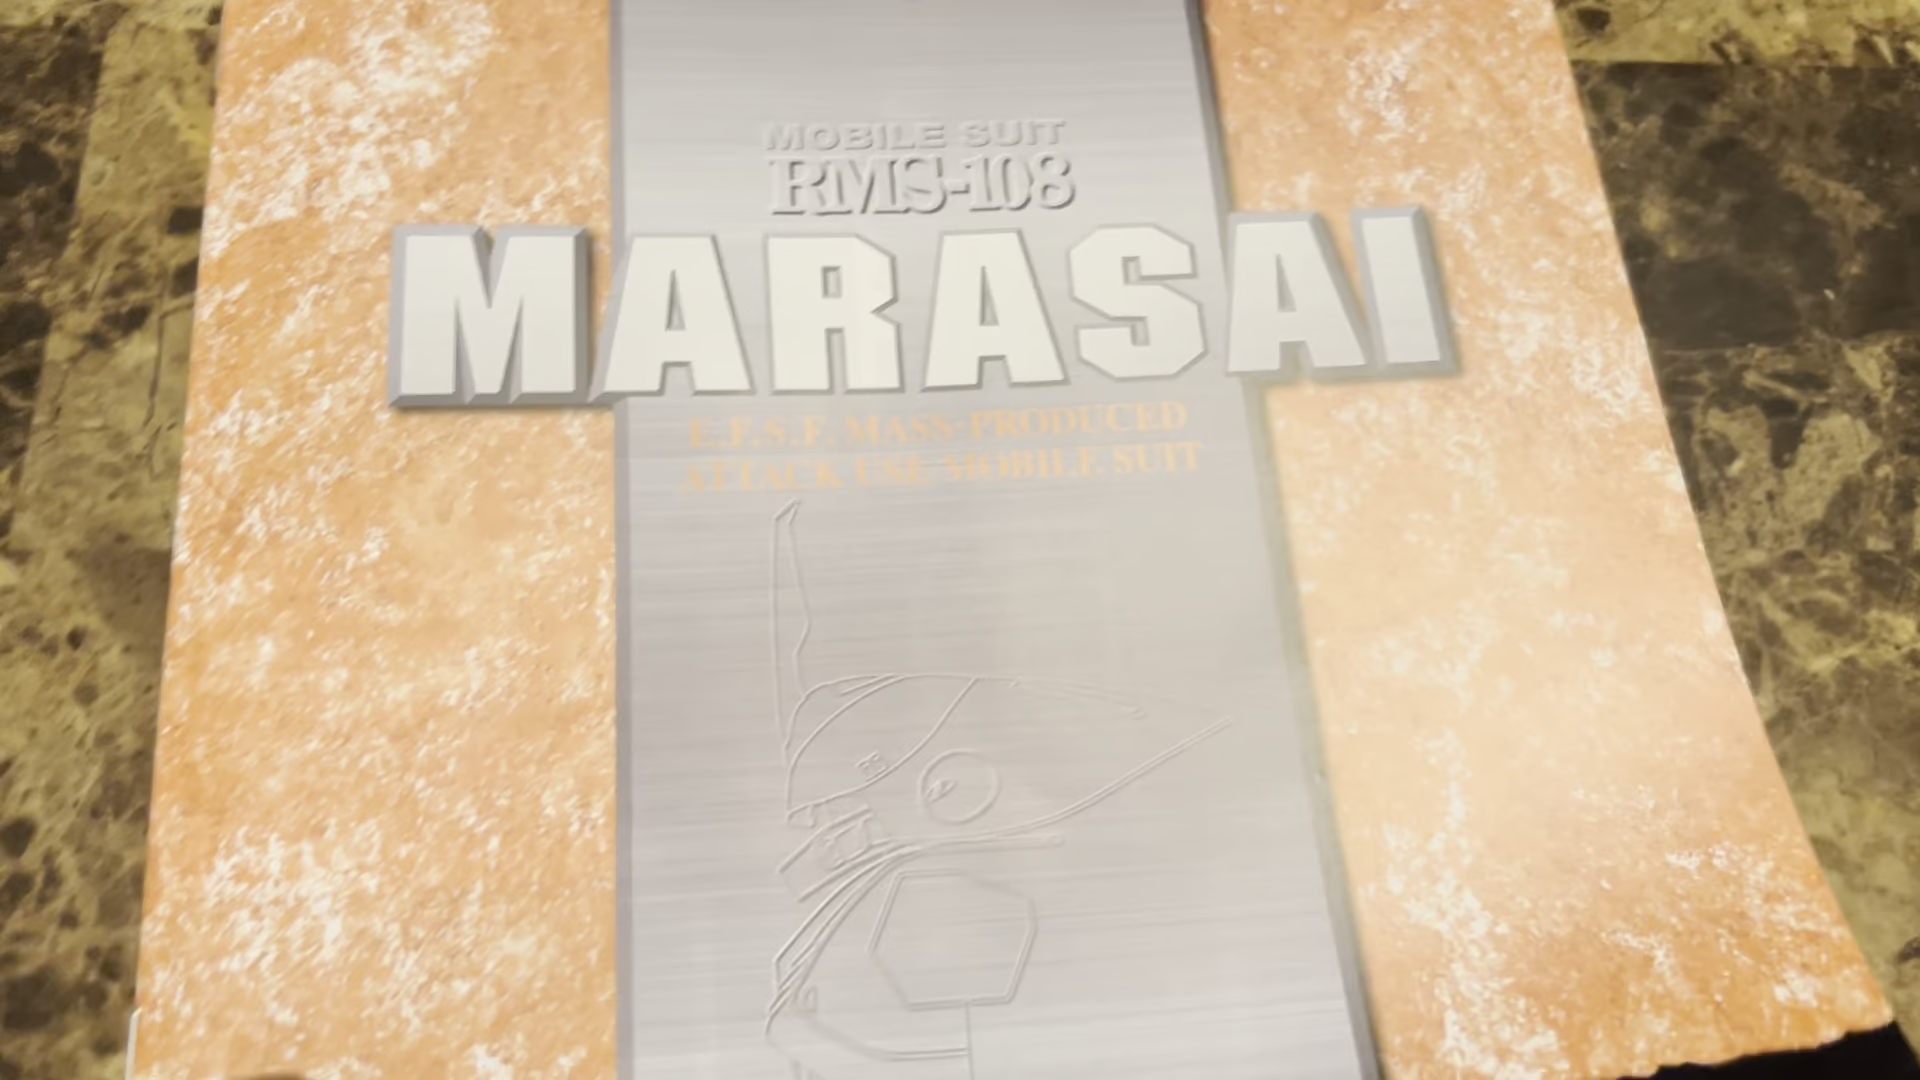 MOBILE SUIT
RMS-108
MARASAI
E.F.S.F. MASS-PRODUCED
ATTACK USE MOBILE SUIT